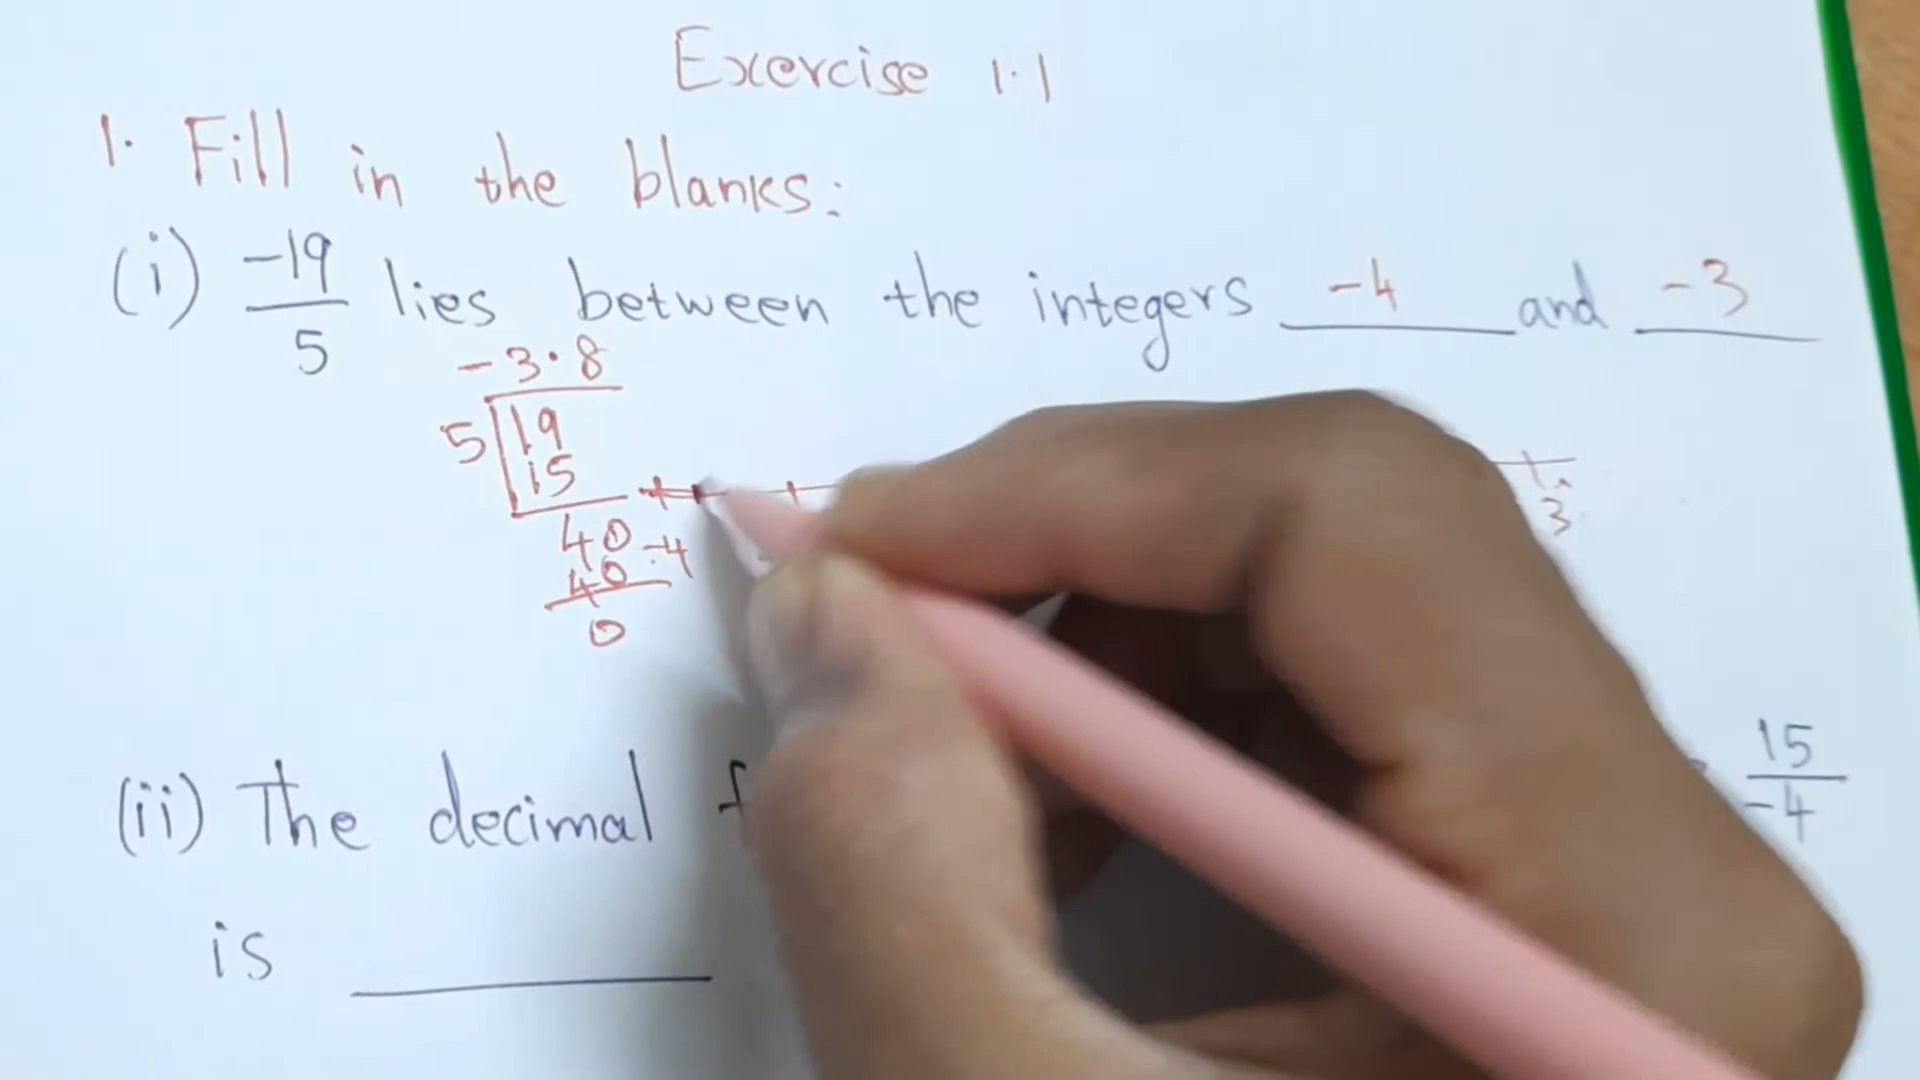 Exercise 1.1
1. Fill in the blanks:
(i) -19/5 lies between the integers -4 and -3
-3.8
5 19
15
40 -4
40
0
3
(ii) The decimal
15/-4
is